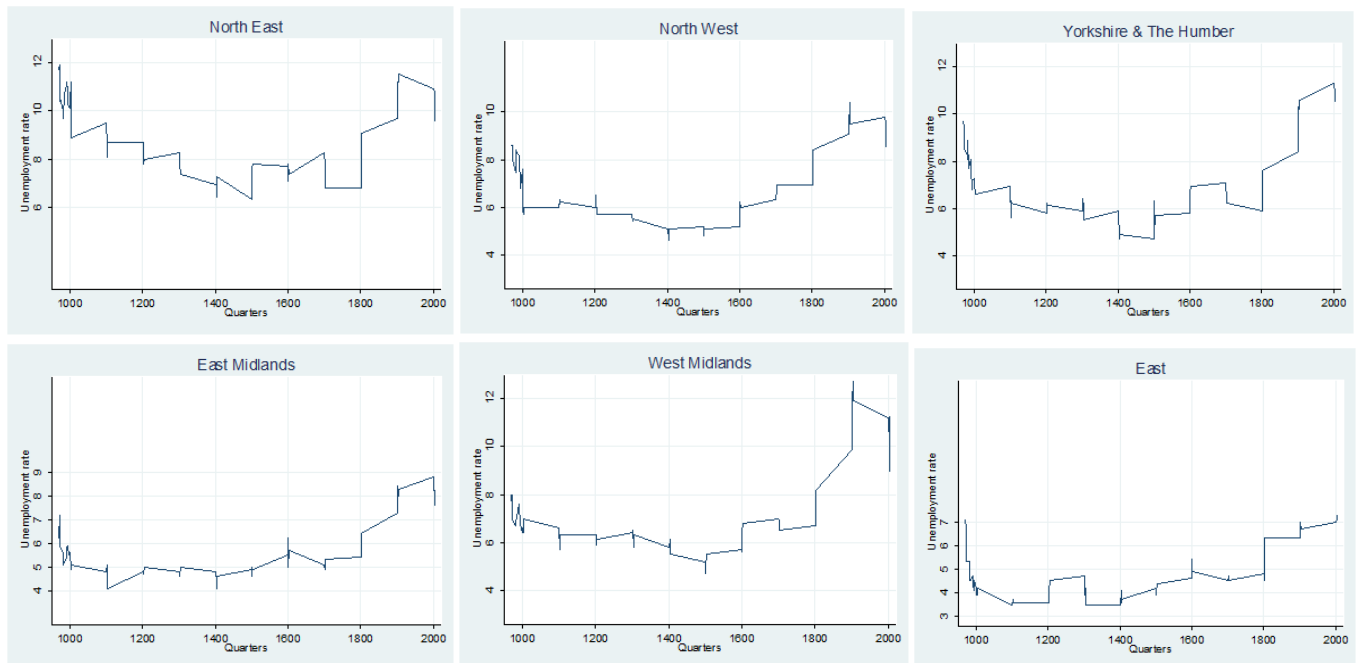 North East
Unemployment rate
12
10
8
6
1000 1200 1400 1600 1800 2000
Quarters
North West
Unemployment rate
10
8
6
4
1000 1200 1400 1600 1800 2000
Quarters
Yorkshire & The Humber
Unemployment rate
12
10
8
6
4
1000 1200 1400 1600 1800 2000
Quarters
East Midlands
Unemployment rate
9
8
7
6
5
4
1000 1200 1400 1600 1800 2000
Quarters
West Midlands
Unemployment rate
12
10
8
6
4
1000 1200 1400 1600 1800 2000
Quarters
East
Unemployment rate
7
6
5
4
3
1000 1200 1400 1600 1800 2000
Quarters